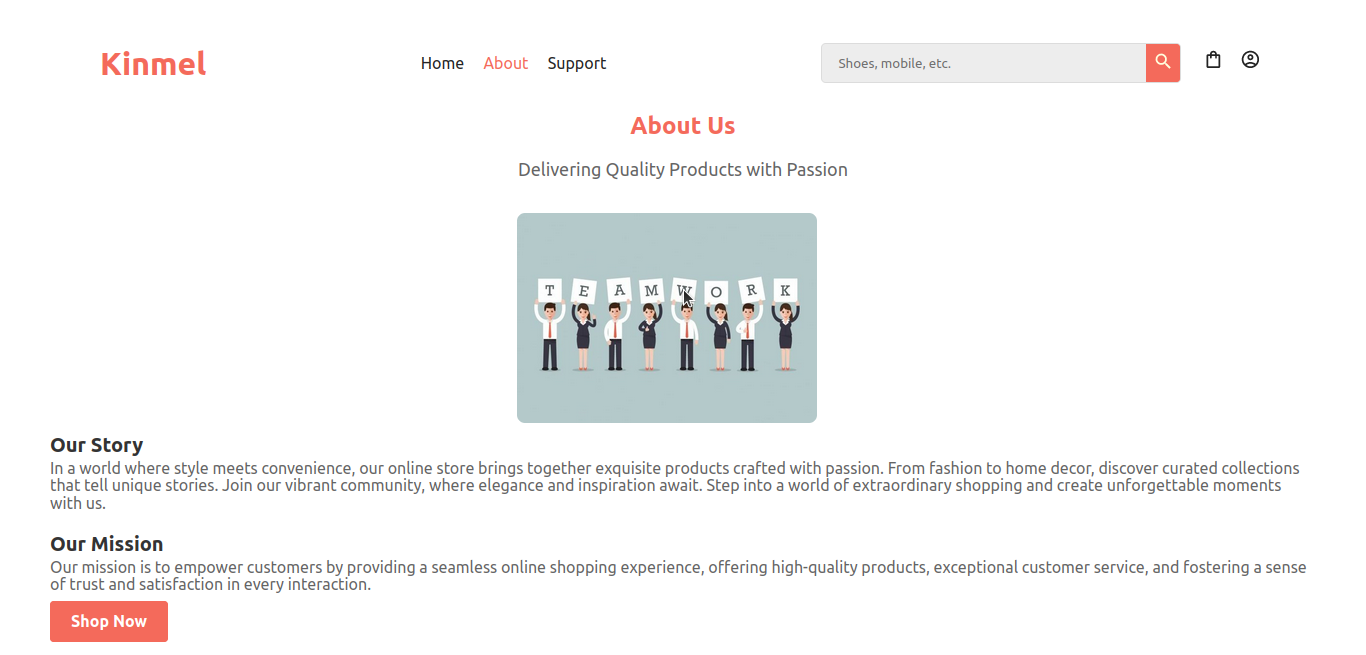 Kinmel
Home About Support
Shoes, mobile, etc.
About Us
Delivering Quality Products with Passion
T E A M W O R K
Our Story
In a world where style meets convenience, our online store brings together exquisite products crafted with passion. From fashion to home decor, discover curated collections
that tell unique stories. Join our vibrant community, where elegance and inspiration await. Step into a world of extraordinary shopping and create unforgettable moments
with us.
Our Mission
Our mission is to empower customers by providing a seamless online shopping experience, offering high-quality products, exceptional customer service, and fostering a sense
of trust and satisfaction in every interaction.
Shop Now